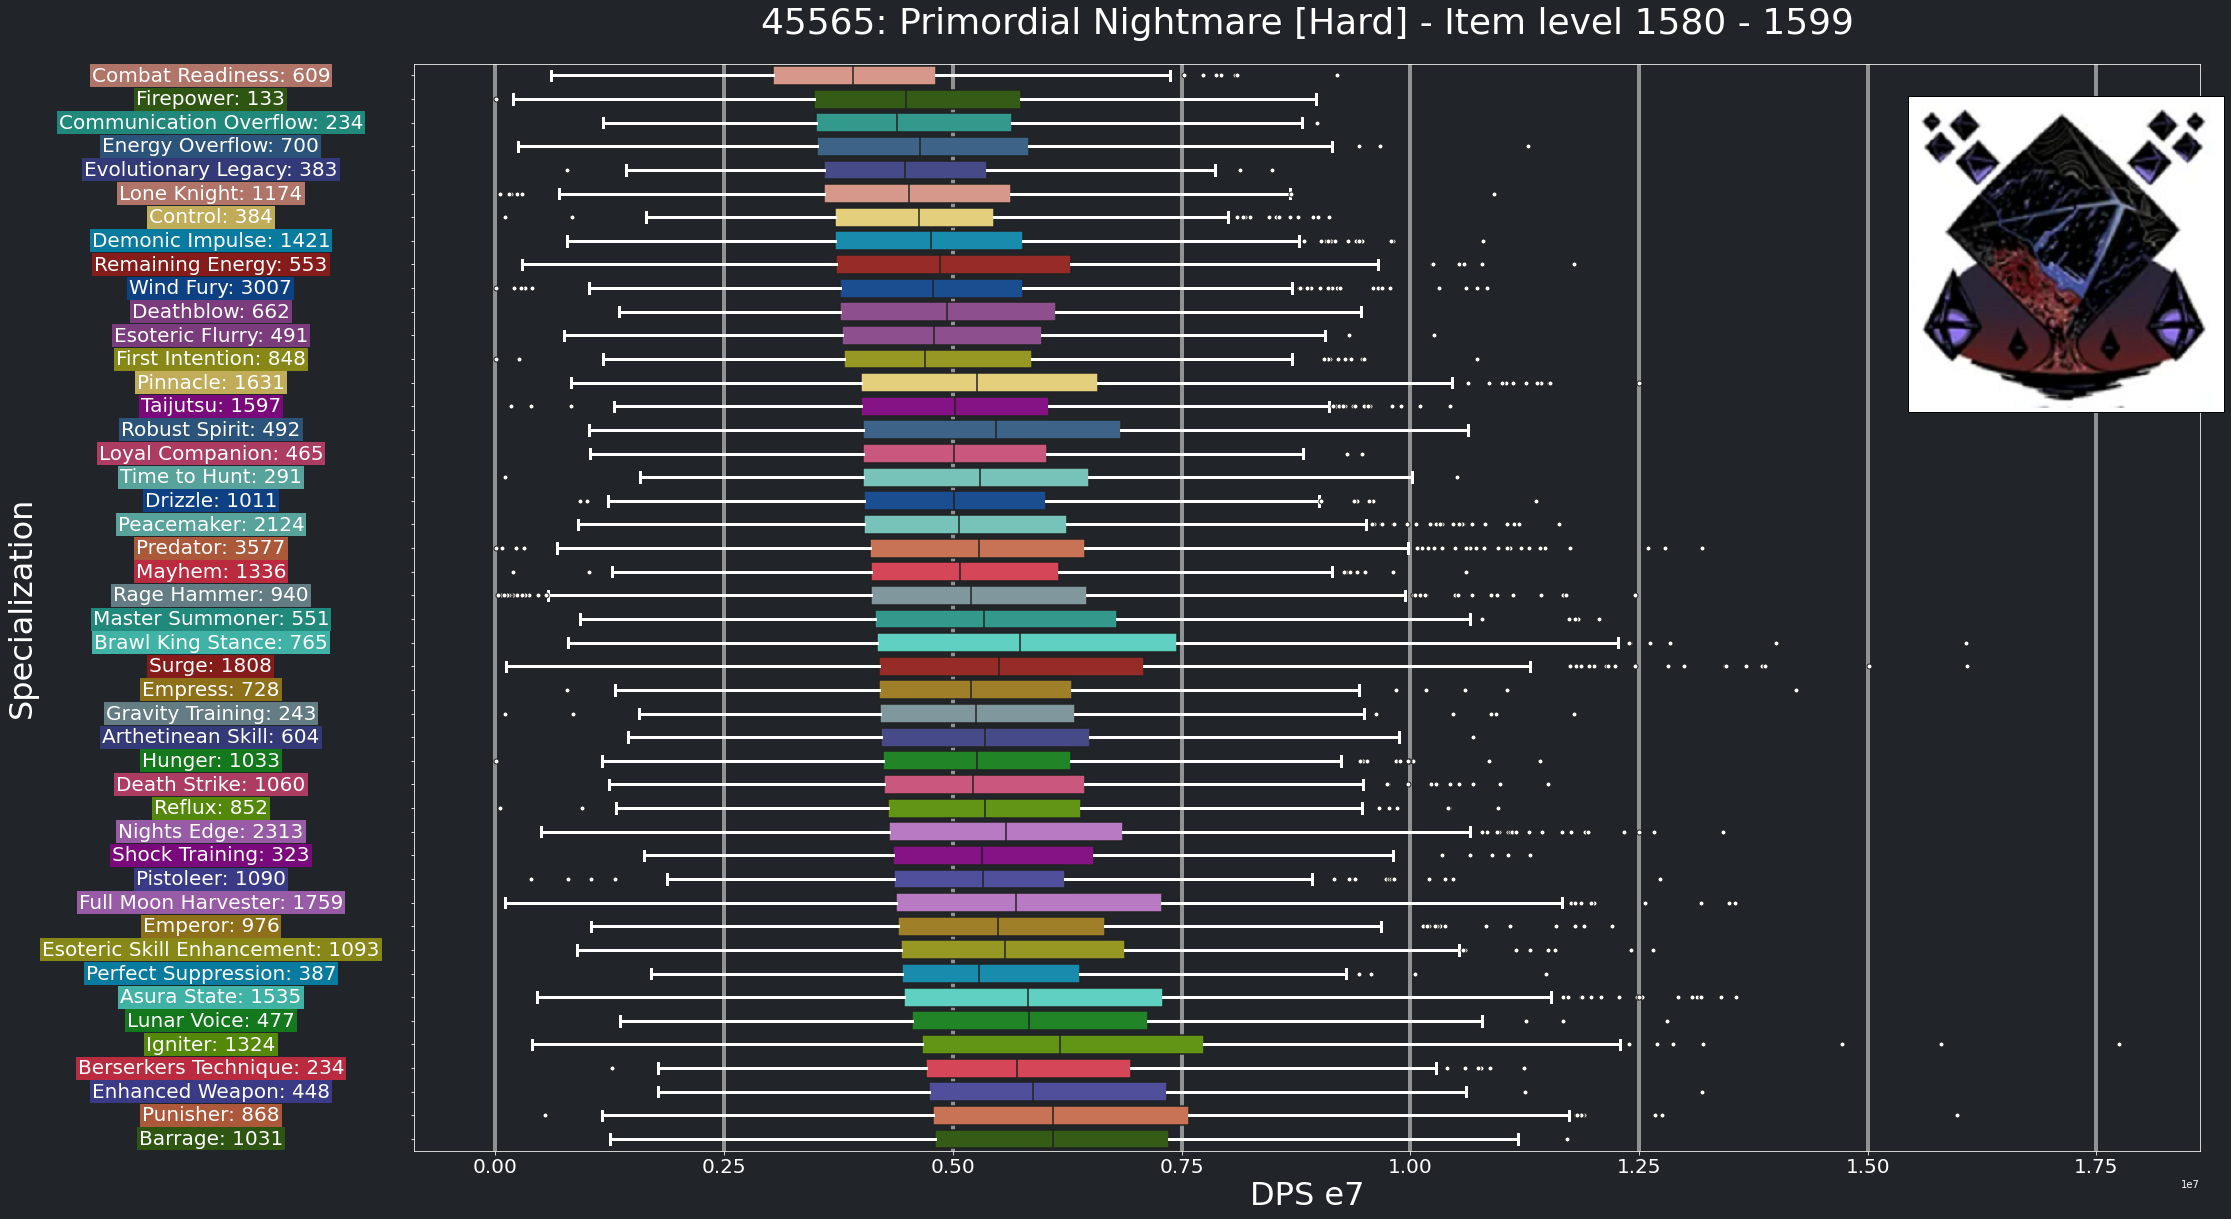 45565: Primordial Nightmare [Hard] - Item level 1580 - 1599
Specialization
Combat Readiness: 609
Firepower: 133
Communication Overflow: 234
Energy Overflow: 700
Evolutionary Legacy: 383
Lone Knight: 1174
Control: 384
Demonic Impulse: 1421
Remaining Energy: 553
Wind Fury: 3007
Deathblow: 662
Esoteric Flurry: 491
First Intention: 848
Pinnacle: 1631
Taijutsu: 1597
Robust Spirit: 492
Loyal Companion: 465
Time to Hunt: 291
Drizzle: 1011
Peacemaker: 2124
Predator: 3577
Mayhem: 1336
Rage Hammer: 940
Master Summoner: 551
Brawl King Stance: 765
Surge: 1808
Empress: 728
Gravity Training: 243
Arthetinean Skill: 604
Hunger: 1033
Death Strike: 1060
Reflux: 852
Nights Edge: 2313
Shock Training: 323
Pistoleer: 1090
Full Moon Harvester: 1759
Emperor: 976
Esoteric Skill Enhancement: 1093
Perfect Suppression: 387
Asura State: 1535
Lunar Voice: 477
Igniter: 1324
Berserkers Technique: 234
Enhanced Weapon: 448
Punisher: 868
Barrage: 1031
0.00 0.25 0.50 0.75 1.00 1.25 1.50 1.75
DPS e7
1e7